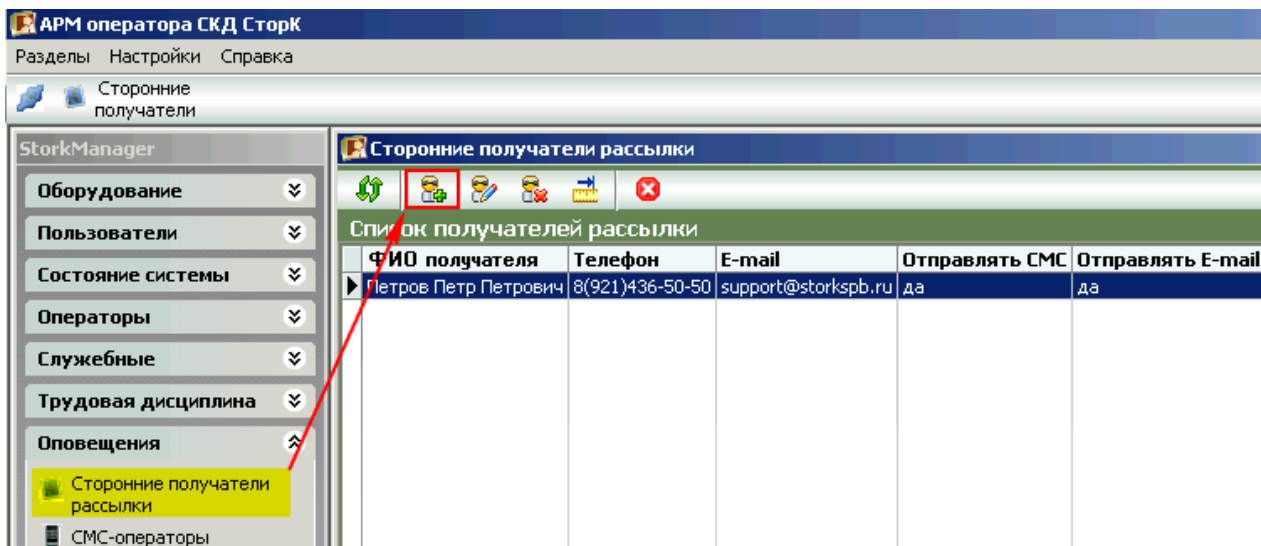 АРМ оператора СКД СторК
Разделы Настройки Справка
Сторонние
получатели
StorkManager
Оборудование
Пользователи
Состояние системы
Операторы
Служебные
Трудовая дисциплина
Оповещения
Сторонние получатели
рассылки
СМС-операторы
Сторонние получатели рассылки
Список получателей рассылки
ФИО получателя Телефон E-mail Отправлять СМС Отправлять E-mail
Петров Петр Петрович 8(921)436-50-50 support@storkspb.ru да да